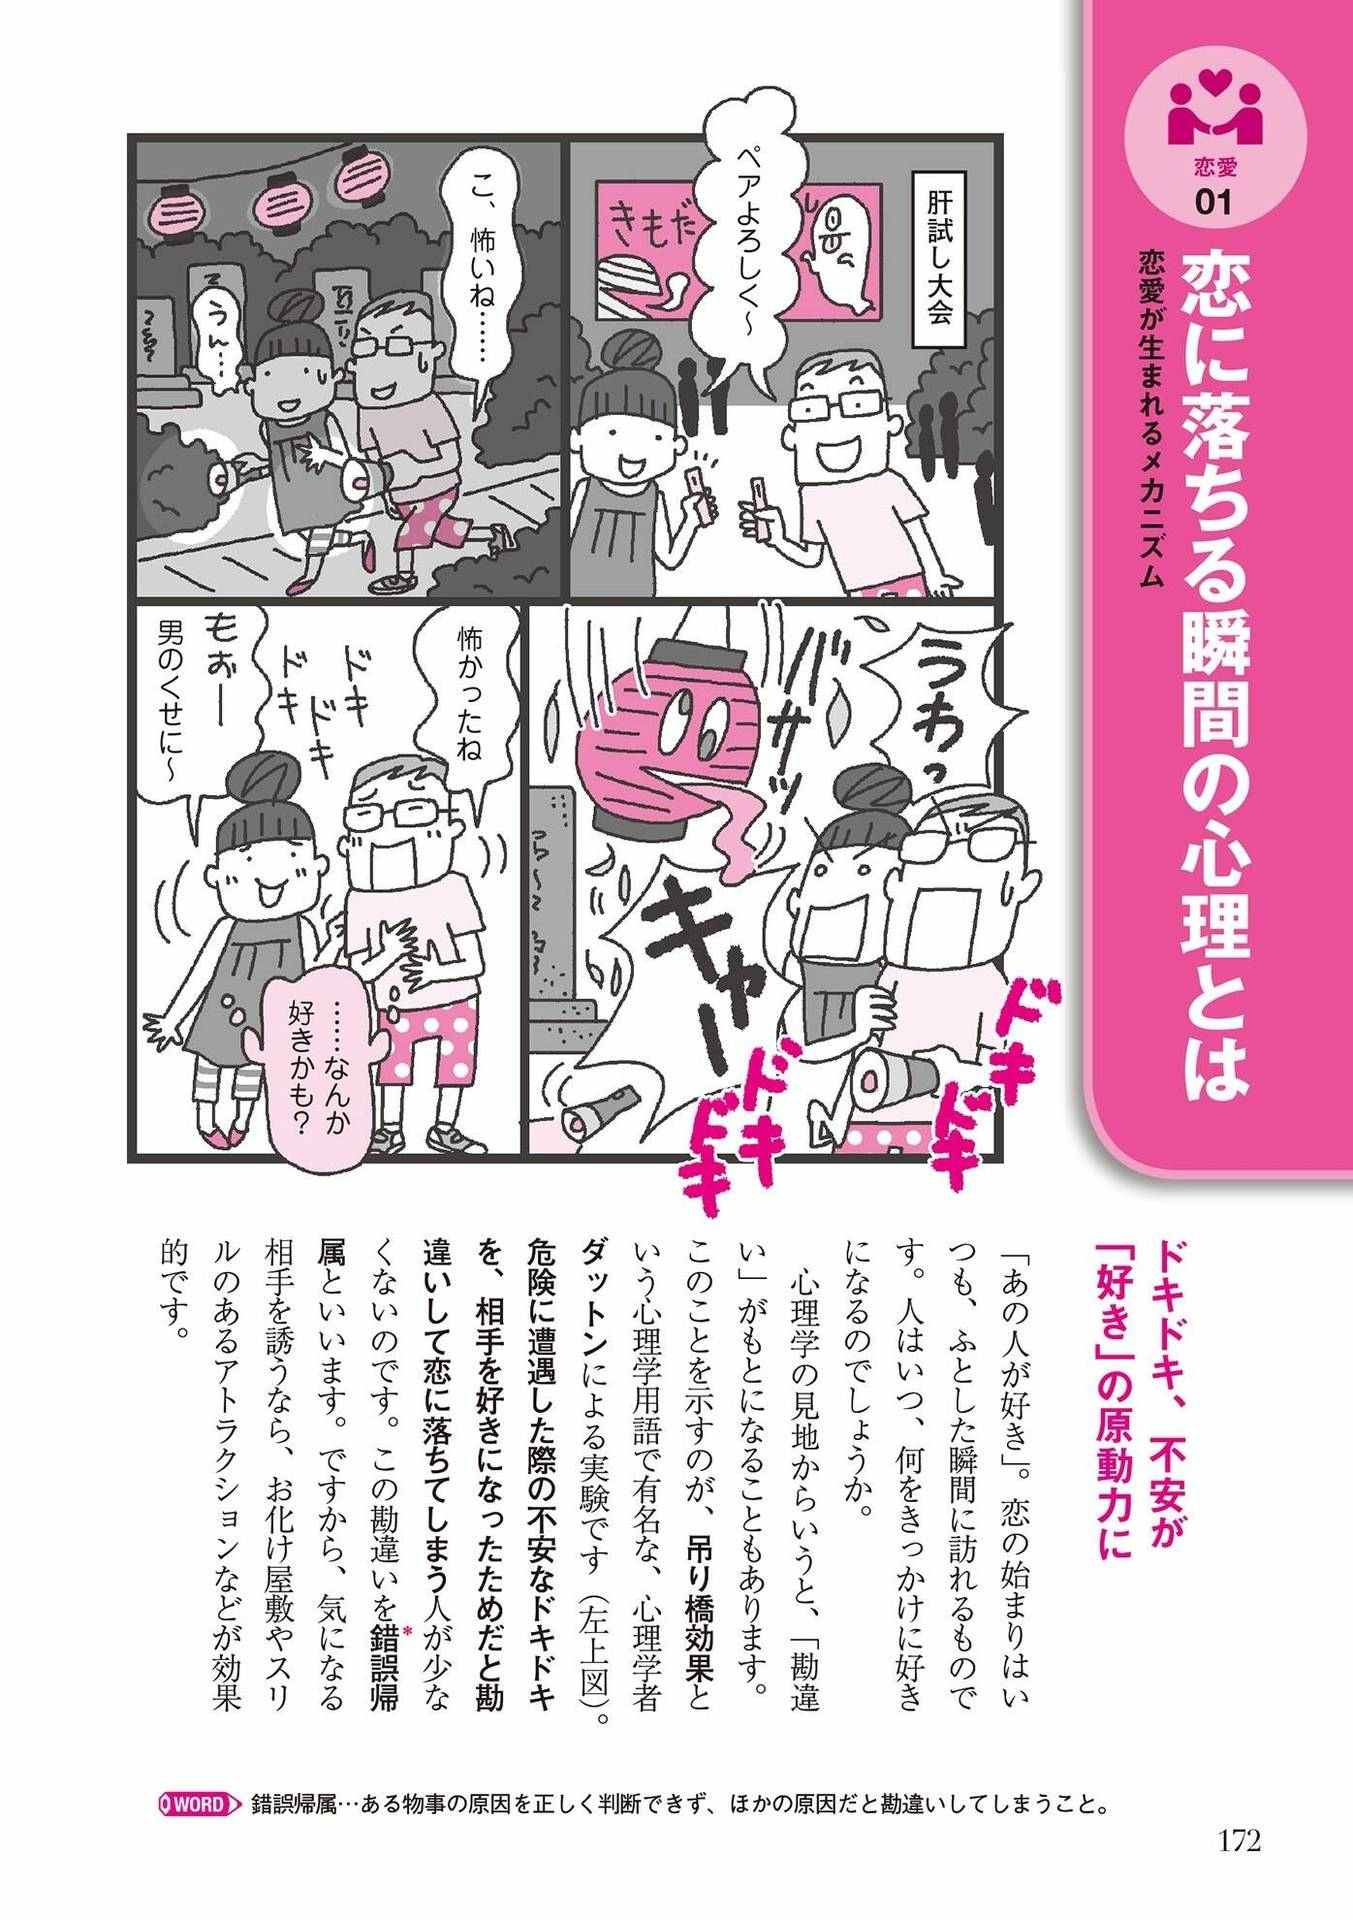 恋愛
01
恋に落ちる瞬間の心理とは
恋愛が生まれるメカニズム
肝試し大会
きもだ
し
ペアよろしく〜
こ、怖いね……
うん…
うわっ
バサッ
キャー
ドキ
ドキ
ドキ
ドキ
怖かったね
ドキ
ドキ
ドキ
もぉー
男のくせに〜
……なんか
好きかも?
ドキドキ、不安が
「好き」の原動力に
「あの人が好き」。恋の始まりはい
つも、ふとした瞬間に訪れるもので
す。人はいつ、何をきっかけに好き
になるのでしょうか。
心理学の見地からいうと、「勘違
い」がもとになることもあります。
このことを示すのが、吊り橋効果と
いう心理学用語で有名な、心理学者
ダットンによる実験です(左上図)。
危険に遭遇した際の不安なドキドキ
を、相手を好きになったためだと勘
違いして恋に落ちてしまう人が少な
くないのです。この勘違いを錯誤帰*
属といいます。ですから、気になる
相手を誘うなら、お化け屋敷やスリ
ルのあるアトラクションなどが効果
的です。
WORD 錯誤帰属…ある物事の原因を正しく判断できず、ほかの原因だと勘違いしてしまうこと。
172